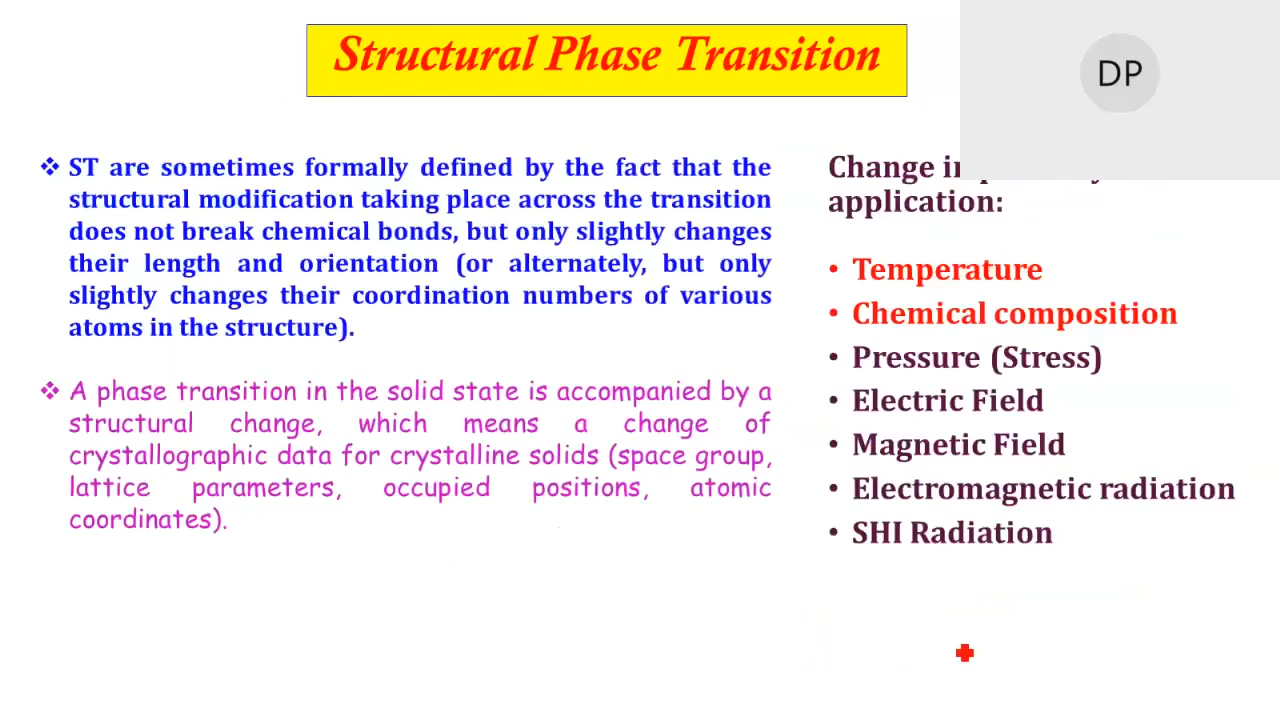 Structural Phase Transition
DP
❖ ST are sometimes formally defined by the fact that the
structural modification taking place across the transition
does not break chemical bonds, but only slightly changes
their length and orientation (or alternately, but only
slightly changes their coordination numbers of various
atoms in the structure).
❖ A phase transition in the solid state is accompanied by a
structural change, which means a change of
crystallographic data for crystalline solids (space group,
lattice parameters, occupied positions, atomic
coordinates).
Change in
application:
• Temperature
• Chemical composition
• Pressure (Stress)
• Electric Field
• Magnetic Field
• Electromagnetic radiation
• SHI Radiation